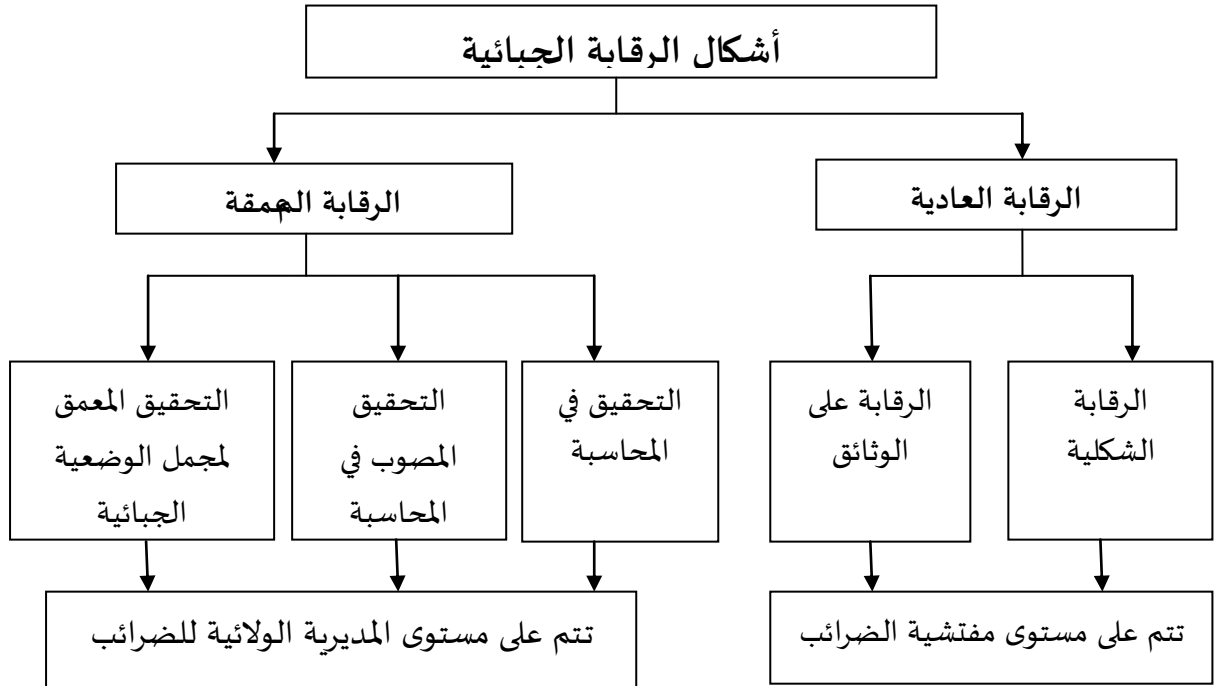 أشكال الرقابة الجبائية
الرقابة العادية
الرقابة المعمقة
الرقابة
الشكلية
الرقابة على
الوثائق
التحقيق في
المحاسبة
التحقيق
المصوب في
المحاسبة
التحقيق المعمق
لمجمل الوضعية
الجبائية
تتم على مستوى مفتشية الضرائب
تتم على مستوى المديرية الولائية للضرائب